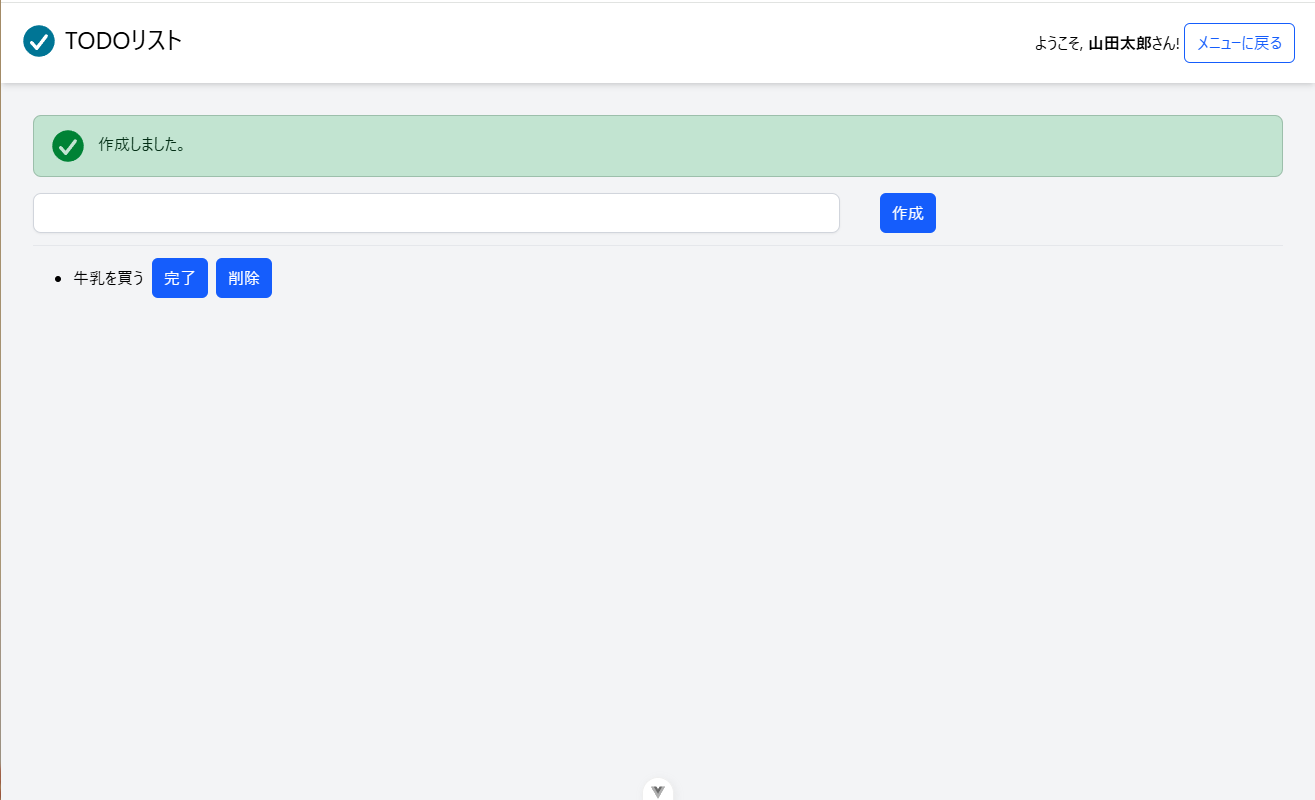 TODOリスト
ようこそ, 山田太郎さん! メニューに戻る
作成しました。
作成
牛乳を買う 完了 削除